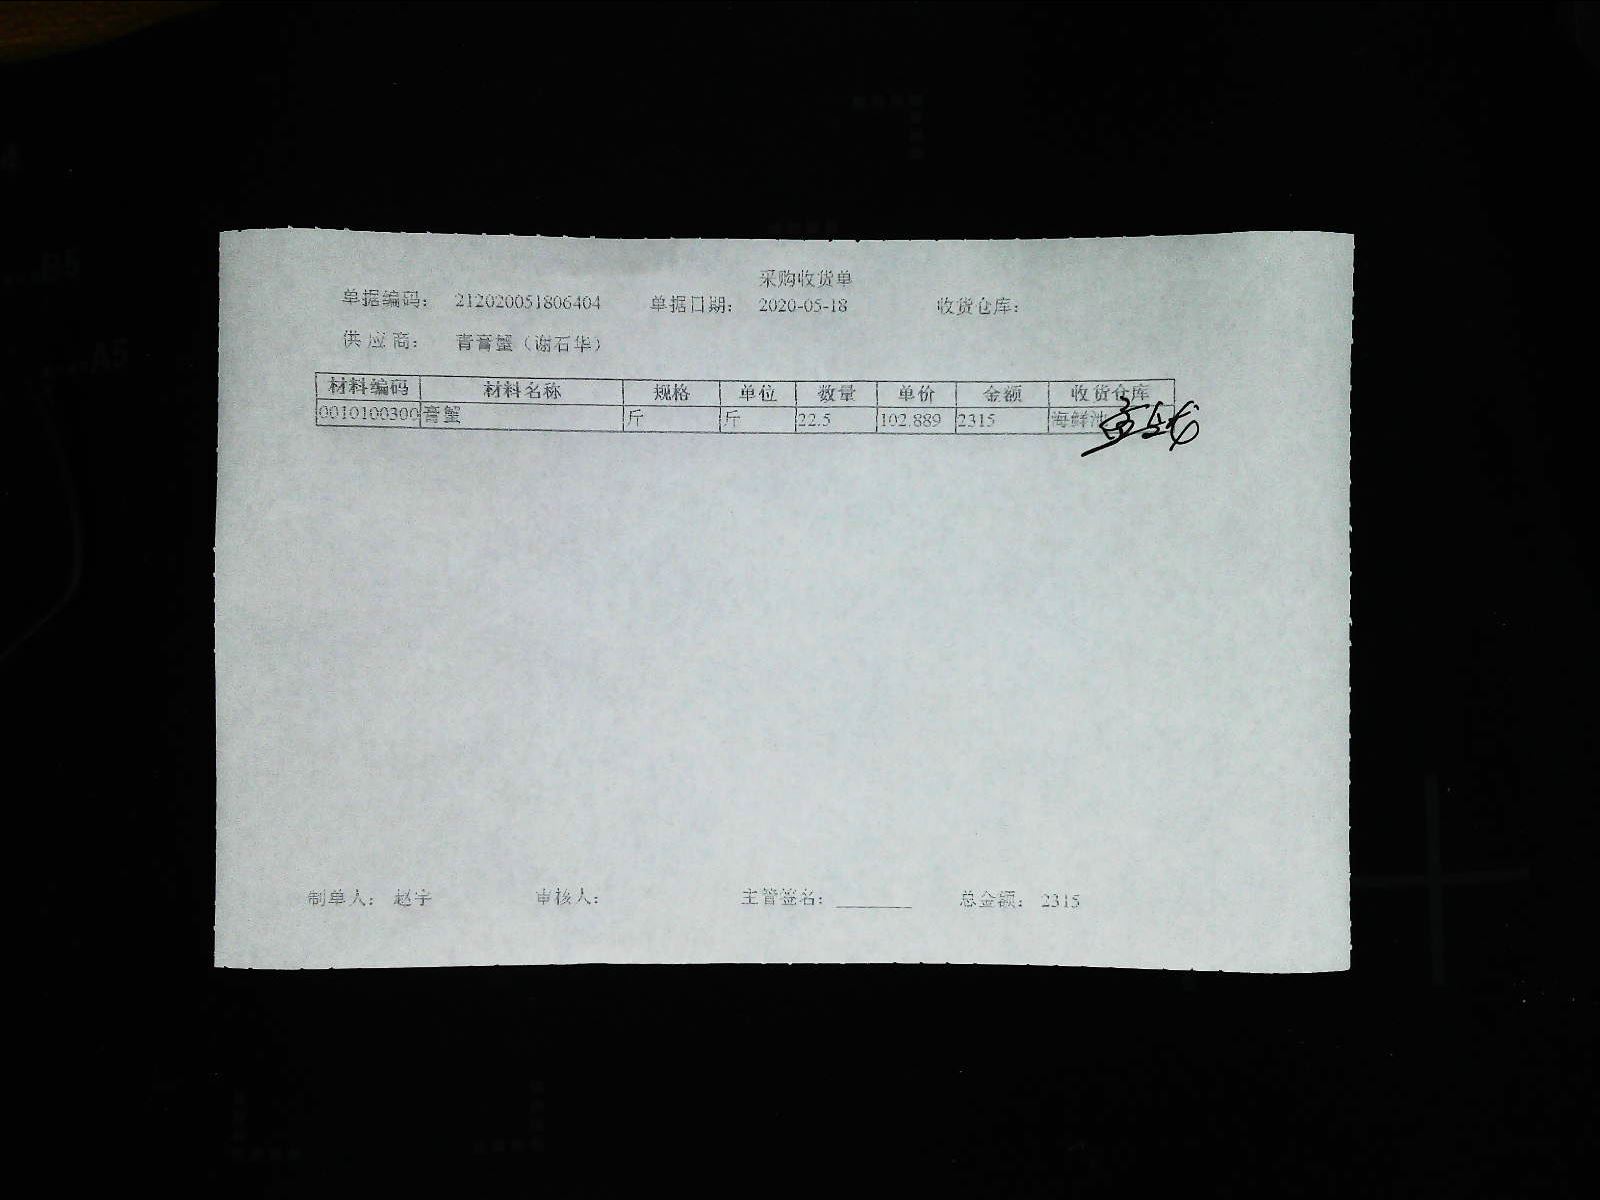 采购收货单
单据编码： 212020051806404 单据日期： 2020-05-18 收货仓库：
供应商： 青膏蟹（谢石华）
材料编码 材料名称 规格 单位 数量 单价 金额 收货仓库
0010100300 膏蟹 斤 斤 22.5 102.889 2315 海鲜池
制单人： 赵宇 审核人： 主管签名： ________ 总金额： 2315